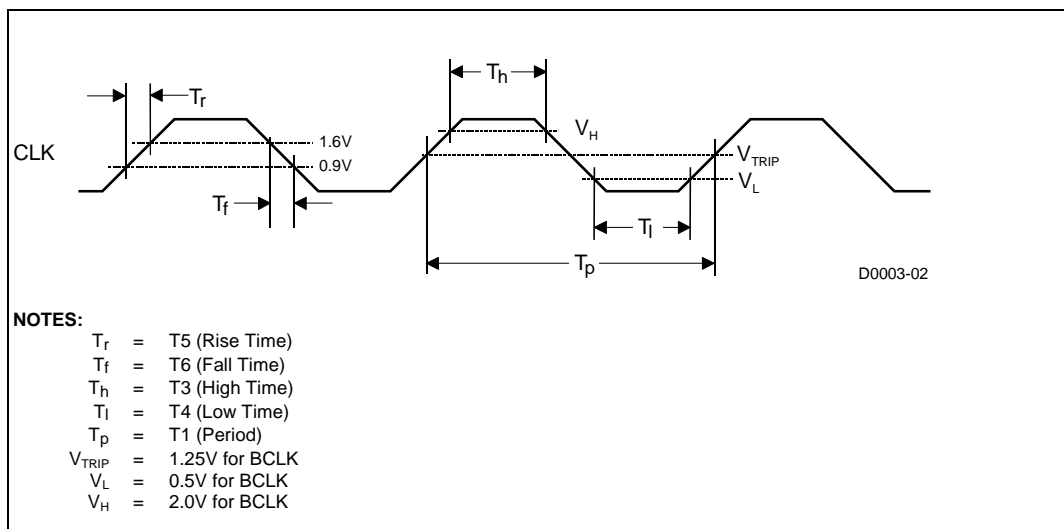 Tr
Th
CLK
1.6V
0.9V
VH
VTRIP
VL
Tf
Tl
Tp
D0003-02
NOTES:
Tr = T5 (Rise Time)
Tf = T6 (Fall Time)
Th = T3 (High Time)
Tl = T4 (Low Time)
Tp = T1 (Period)
VTRIP = 1.25V for BCLK
VL = 0.5V for BCLK
VH = 2.0V for BCLK